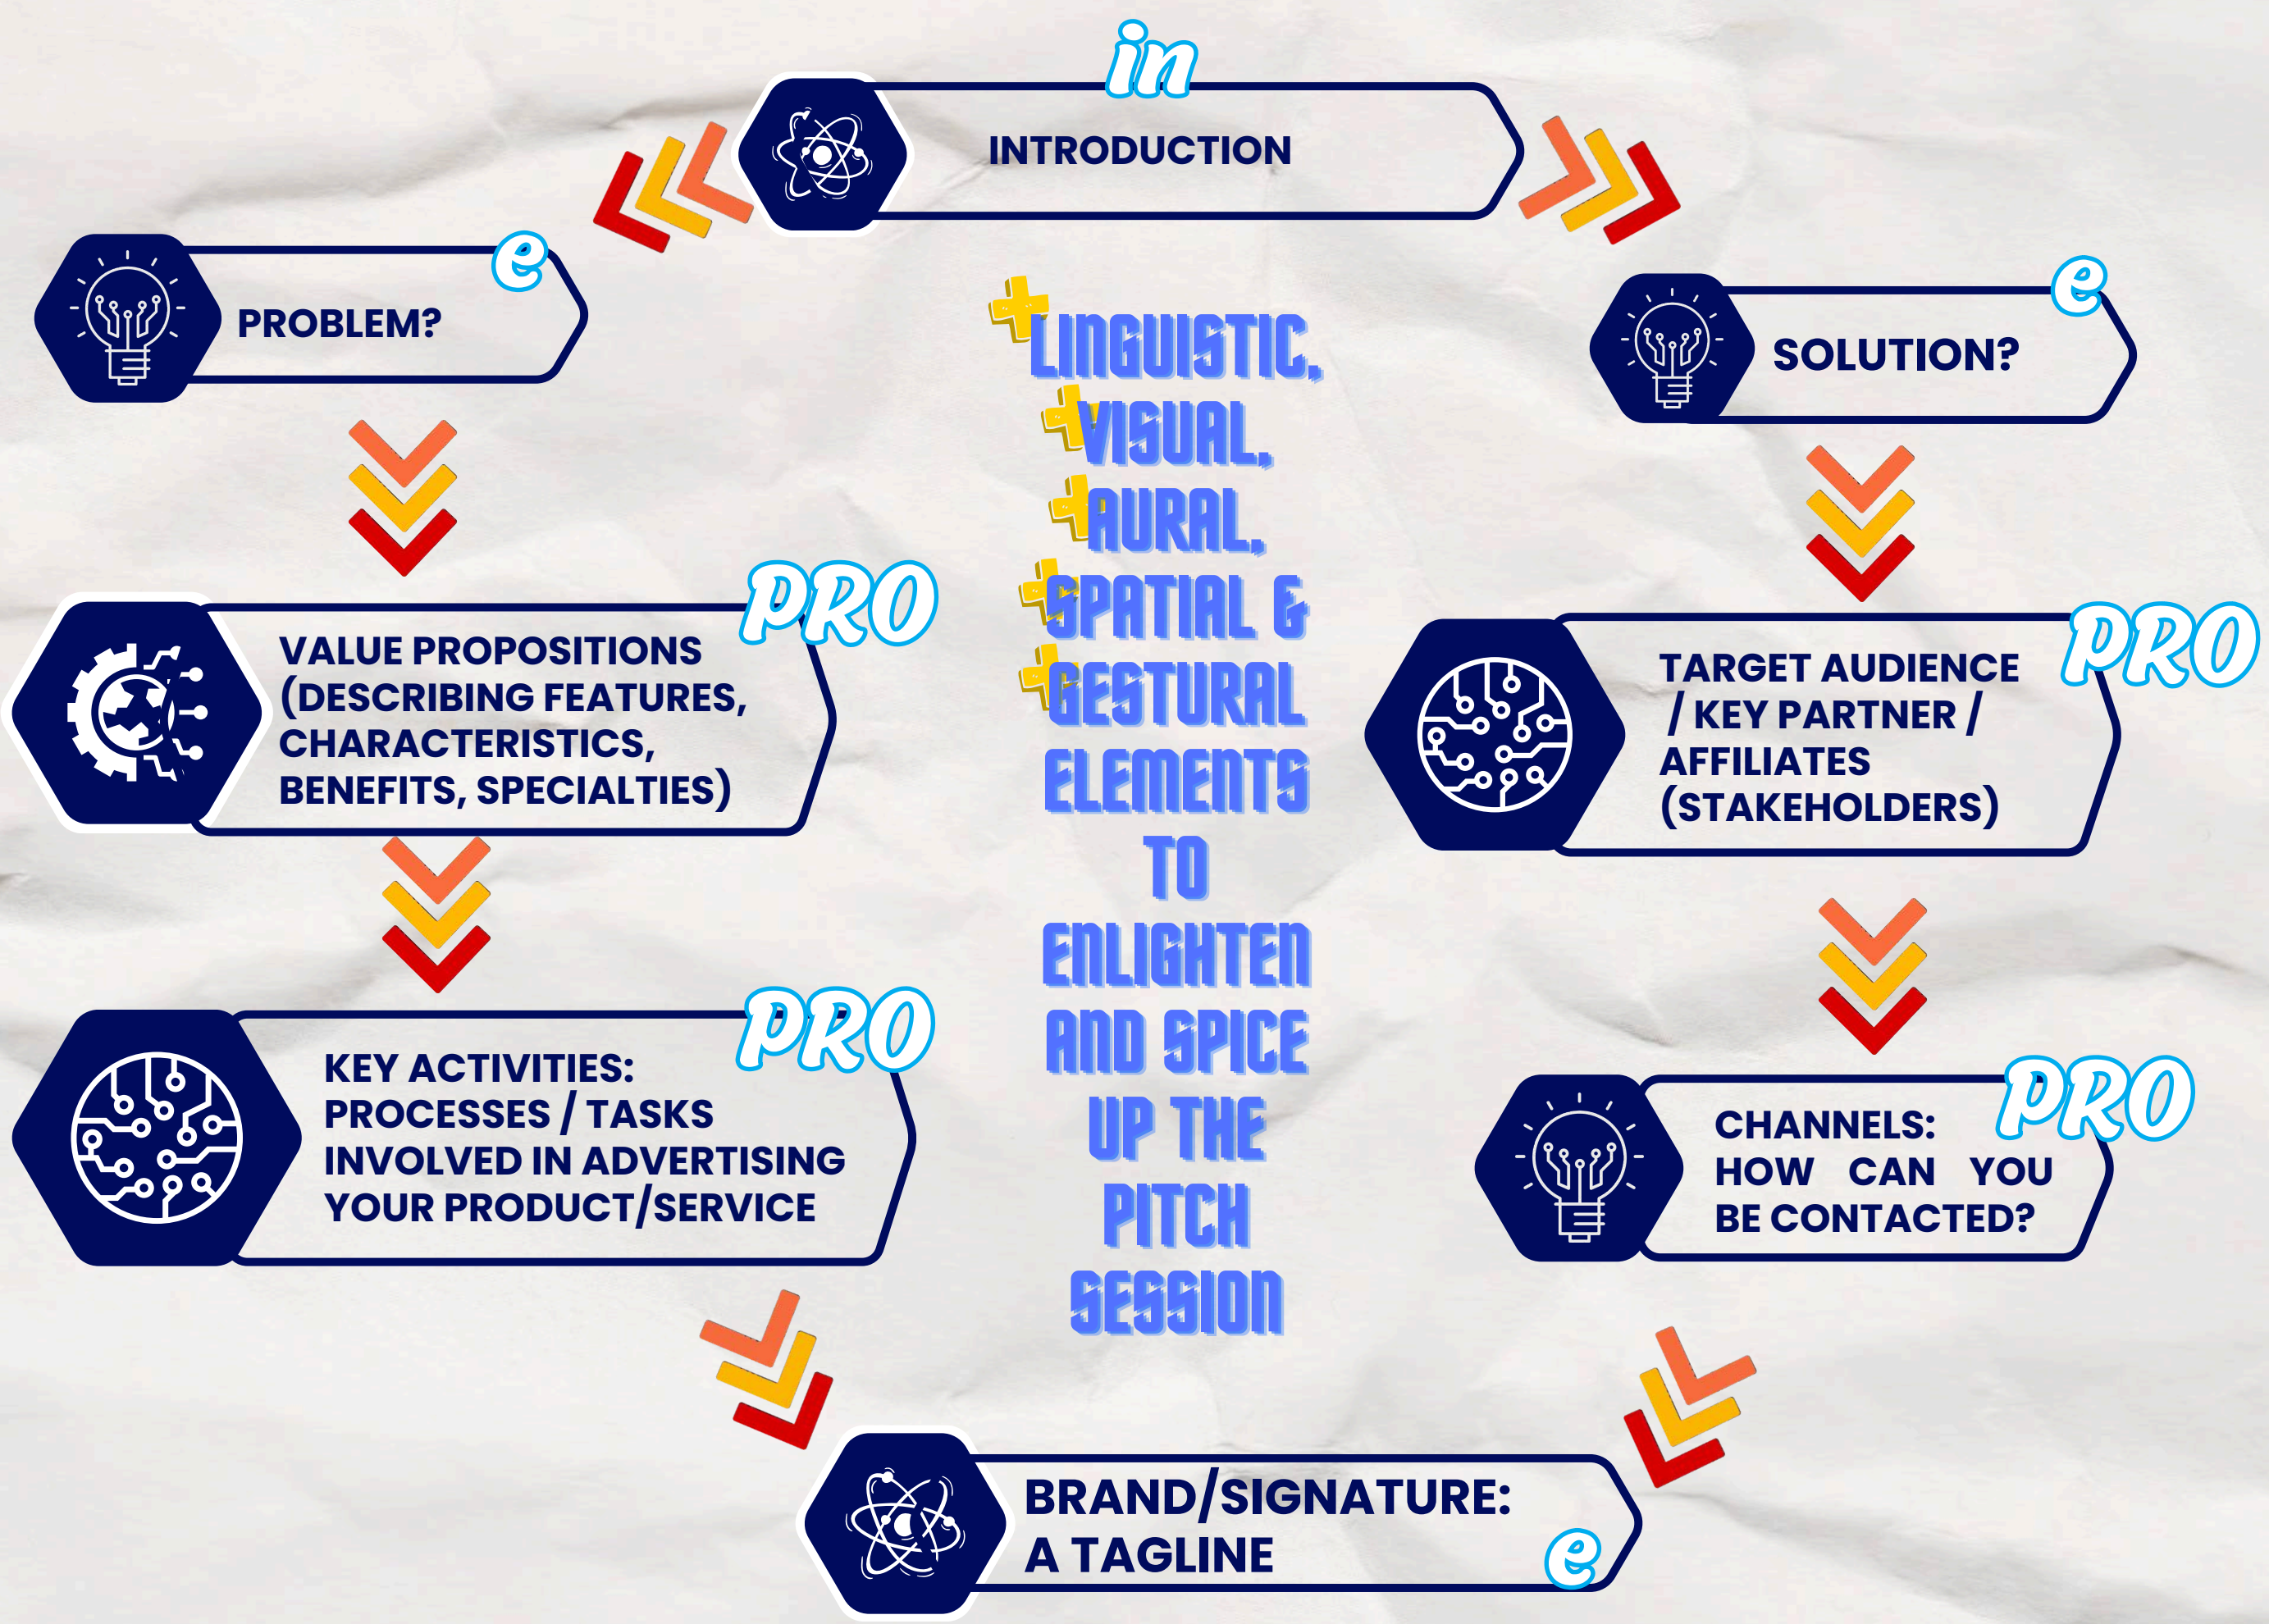 in
INTRODUCTION
e
PROBLEM?
e
SOLUTION?
LINGUISTIC,
VISUAL,
AURAL,
SPATIAL &
GESTURAL
ELEMENTS
TO
ENLIGHTEN
AND SPICE
UP THE
PITCH
SESSION
PRO
VALUE PROPOSITIONS
(DESCRIBING FEATURES,
CHARACTERISTICS,
BENEFITS, SPECIALTIES)
PRO
TARGET AUDIENCE
/ KEY PARTNER /
AFFILIATES
(STAKEHOLDERS)
PRO
KEY ACTIVITIES:
PROCESSES / TASKS
INVOLVED IN ADVERTISING
YOUR PRODUCT/SERVICE
PRO
CHANNELS:
HOW CAN YOU
BE CONTACTED?
BRAND/SIGNATURE:
A TAGLINE
e